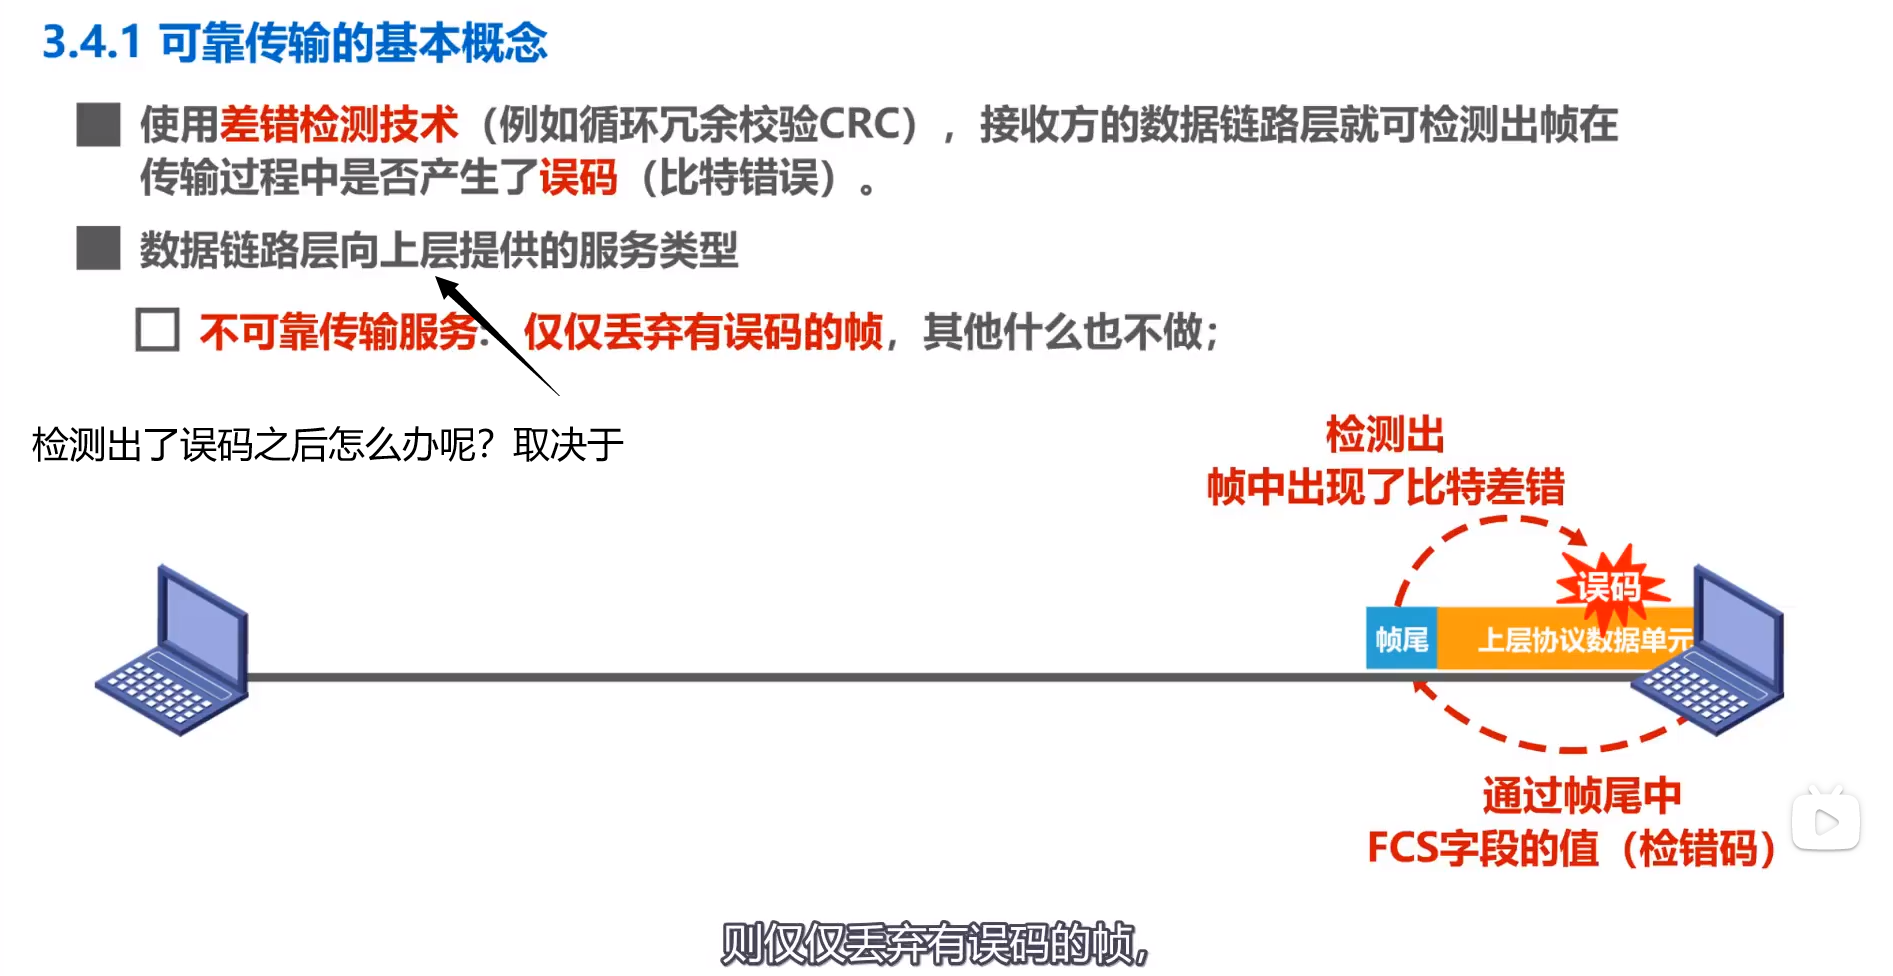 3.4.1 可靠传输的基本概念
使用差错检测技术（例如循环冗余校验CRC），接收方的数据链路层就可检测出帧在
传输过程中是否产生了误码（比特错误）。
数据链路层向上层提供的服务类型
不可靠传输服务：仅仅丢弃有误码的帧，其他什么也不做；
检测出了误码之后怎么办呢？取决于
检测出
帧中出现了比特差错
误码
帧尾 上层协议数据单元
通过帧尾中
FCS字段的值（检错码）
则仅仅丢弃有误码的帧，